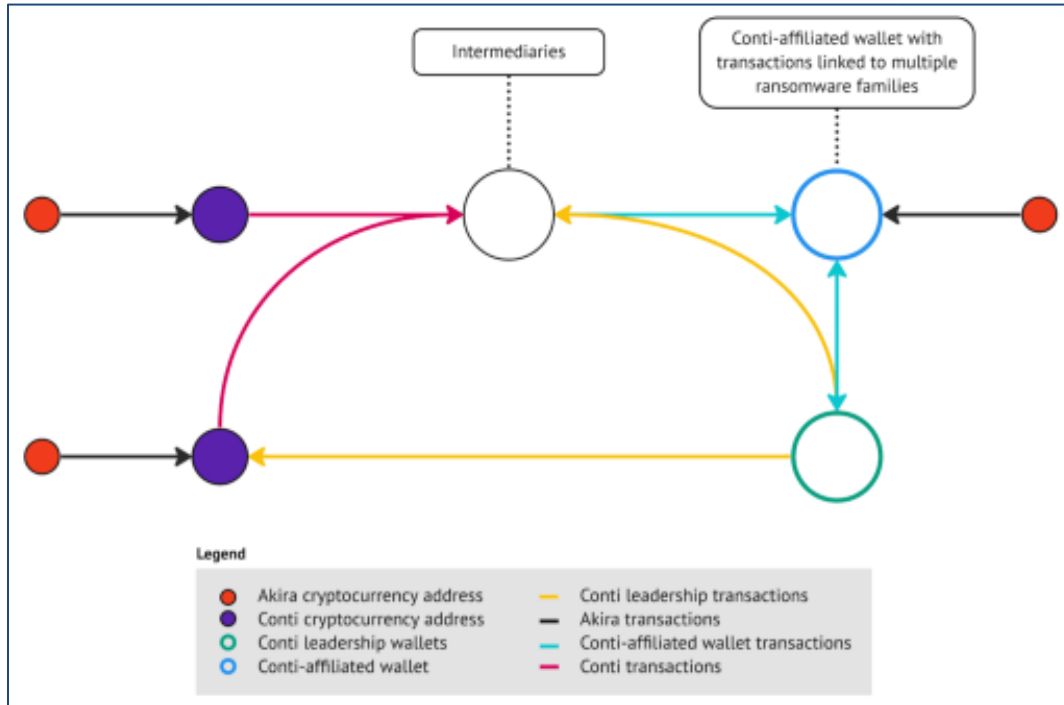 Intermediaries
Conti-affiliated wallet with
transactions linked to multiple
ransomware families
Legend
Akira cryptocurrency address
Conti cryptocurrency address
Conti leadership wallets
Conti-affiliated wallet
Conti leadership transactions
Akira transactions
Conti-affiliated wallet transactions
Conti transactions